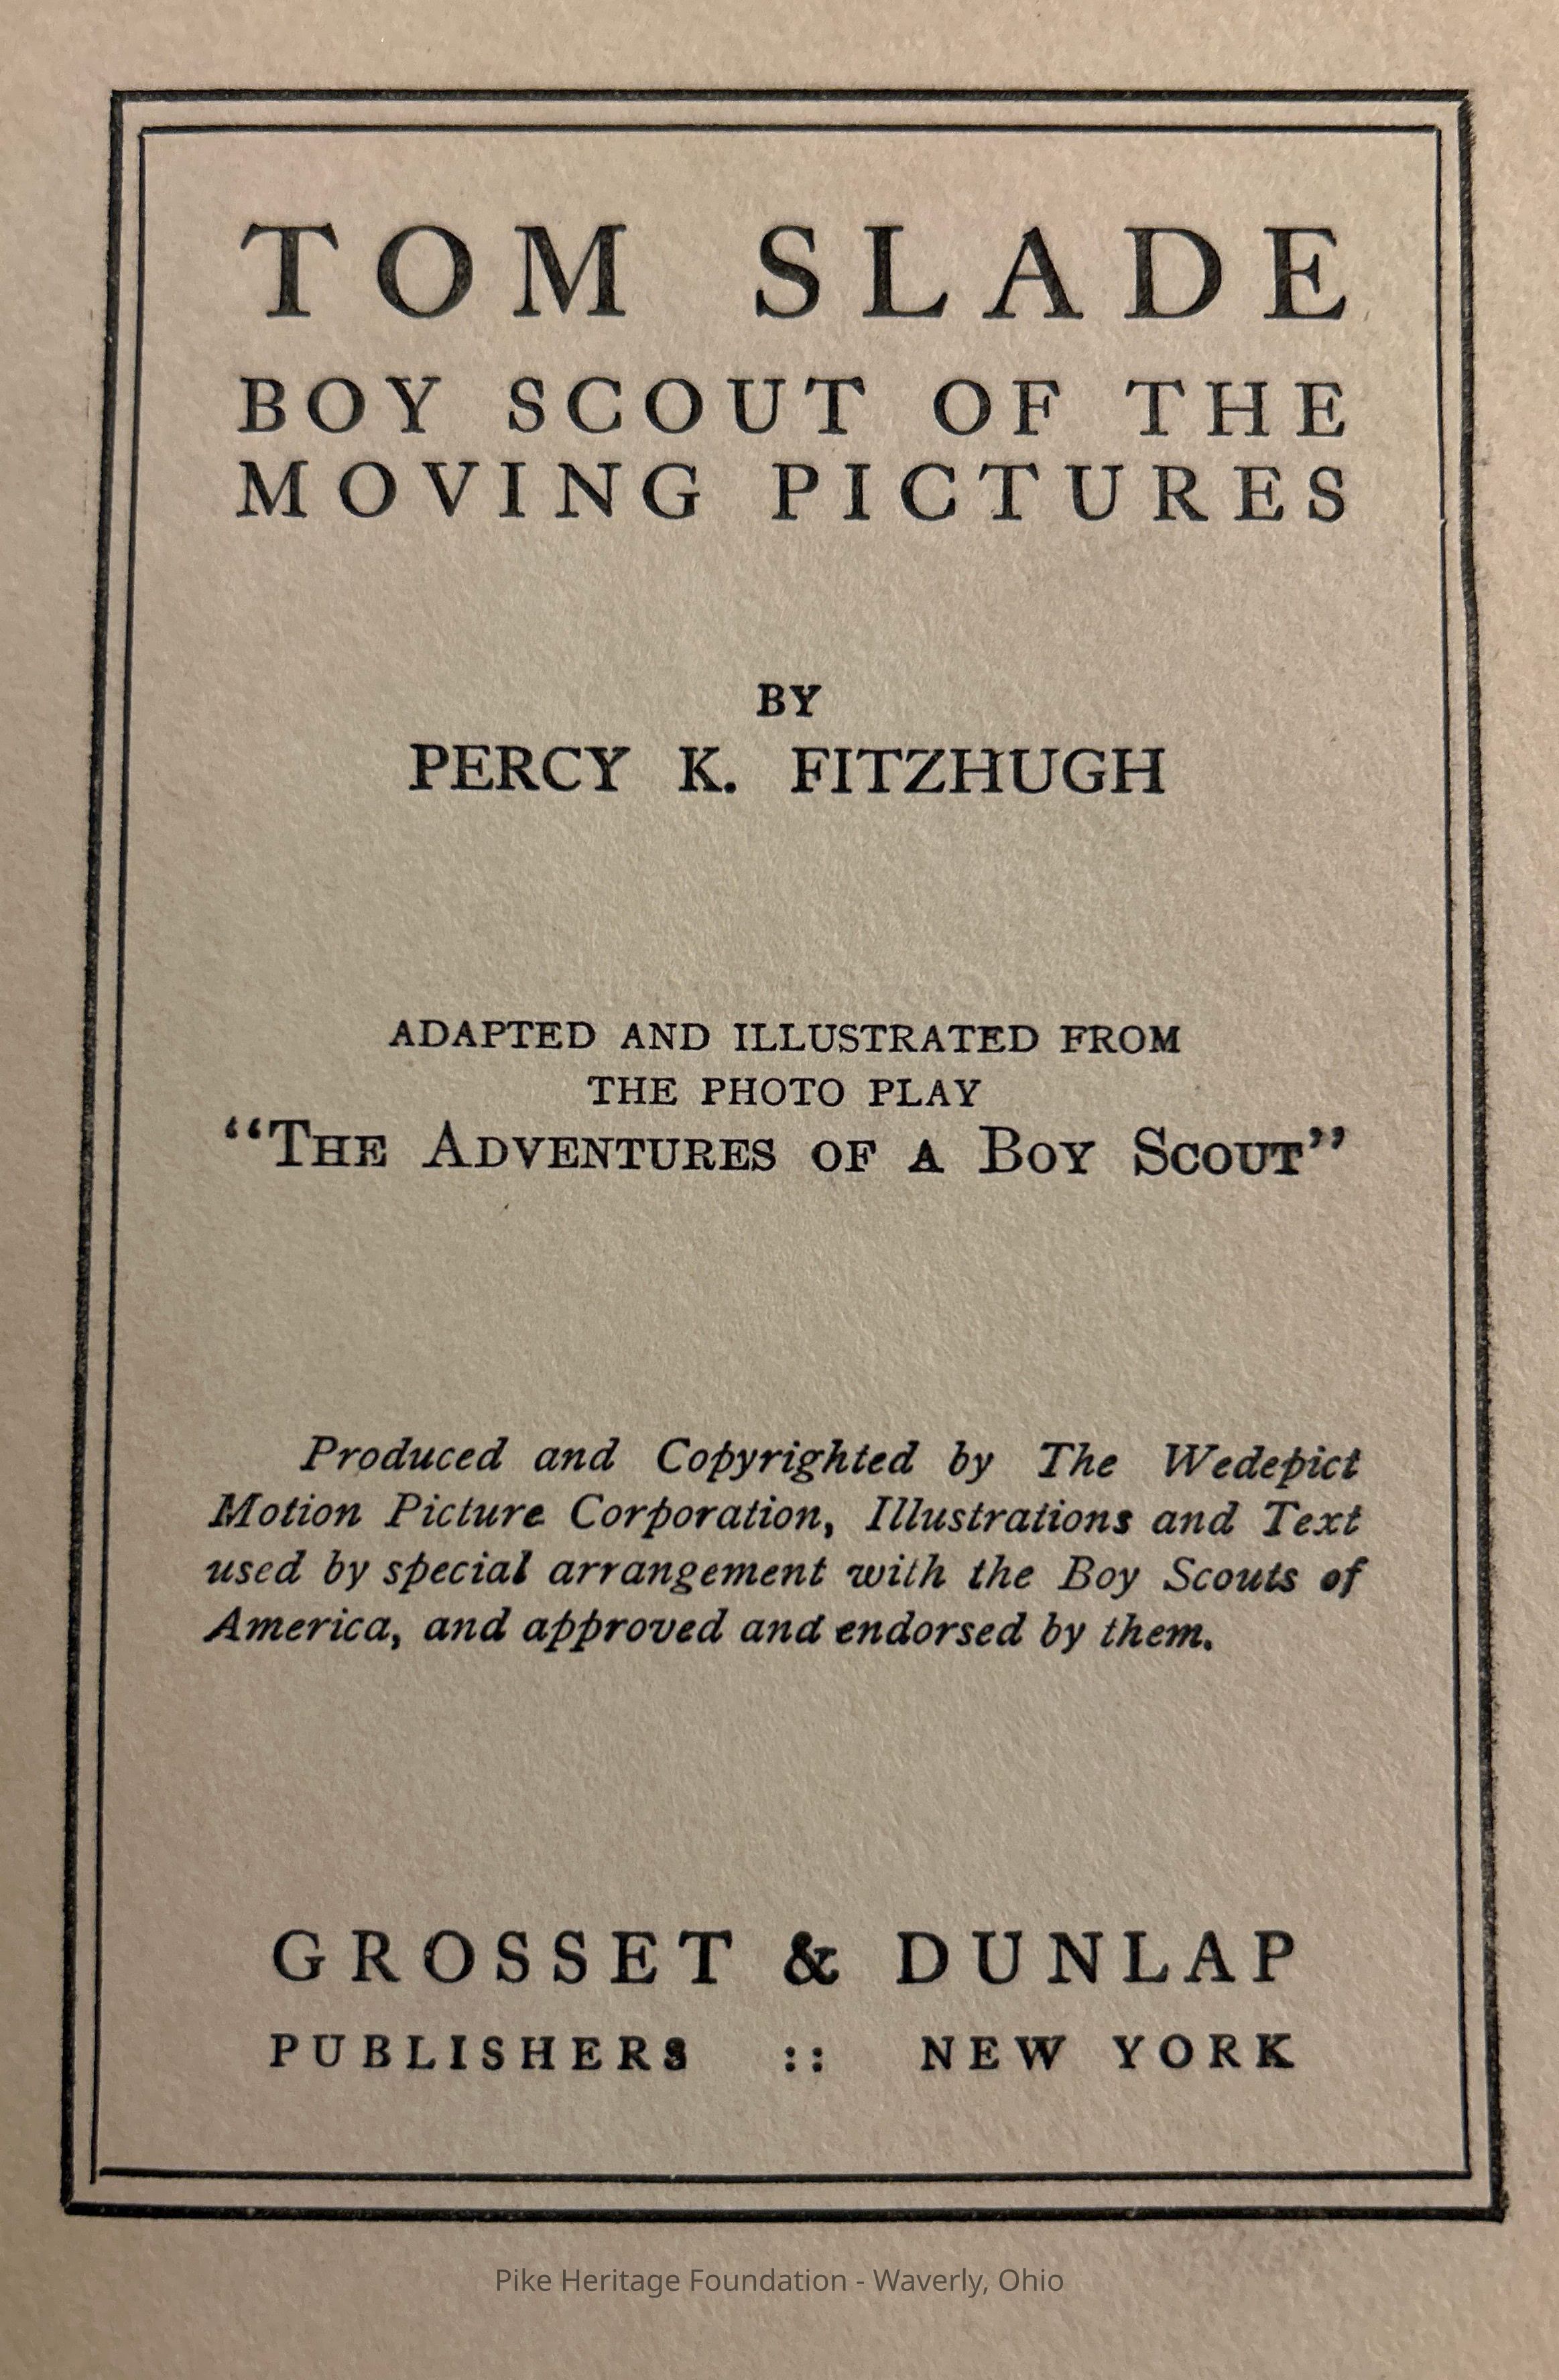 TOM SLADE
BOY SCOUT OF THE
MOVING PICTURES
BY
PERCY K. FITZHUGH
ADAPTED AND ILLUSTRATED FROM
THE PHOTO PLAY
“THE ADVENTURES OF A BOY SCOUT”
Produced and Copyrighted by The Wedepict
Motion Picture Corporation, Illustrations and Text
used by special arrangement with the Boy Scouts of
America, and approved and endorsed by them.
GROSSET & DUNLAP
PUBLISHERS :: NEW YORK
Pike Heritage Foundation - Waverly, Ohio